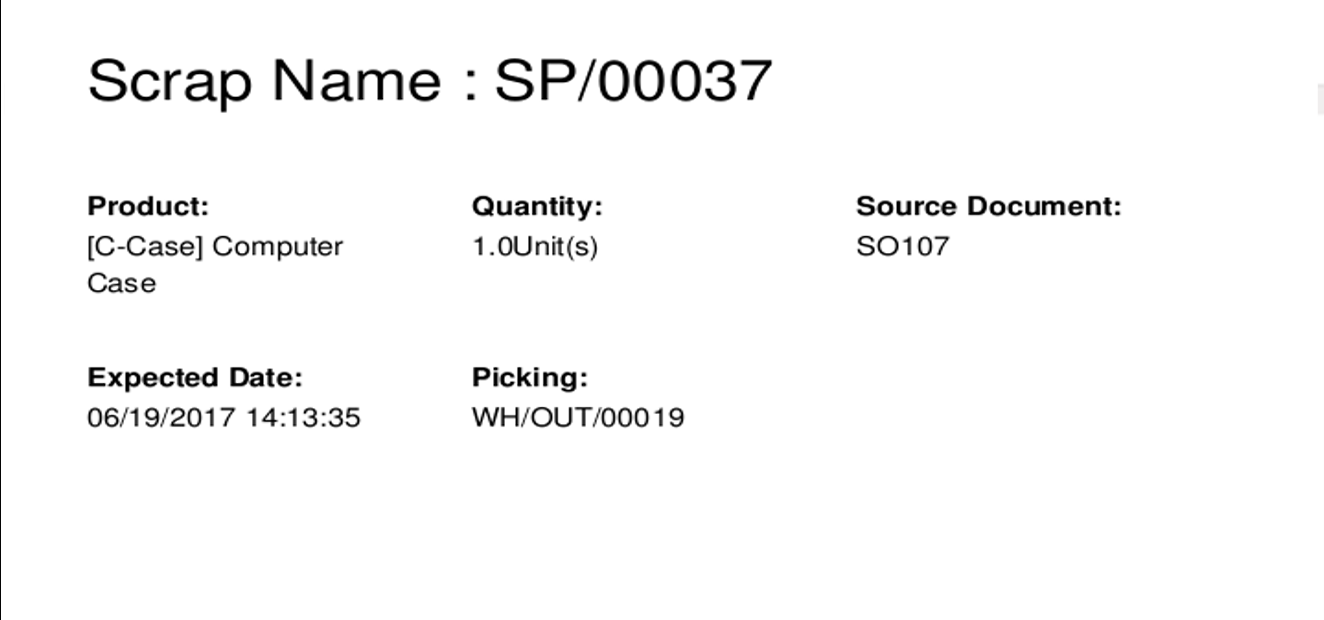 Scrap Name : SP/00037
Product:
[C-Case] Computer
Case
Quantity:
1.0Unit(s)
Source Document:
SO107
Expected Date:
06/19/2017 14:13:35
Picking:
WH/OUT/00019